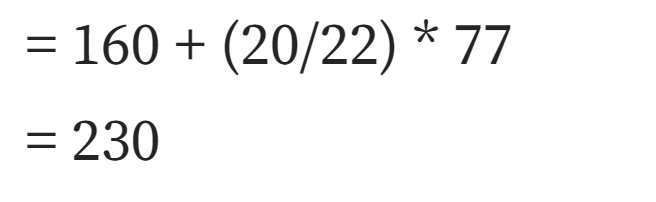 = 160 + (20/22) * 77
= 230